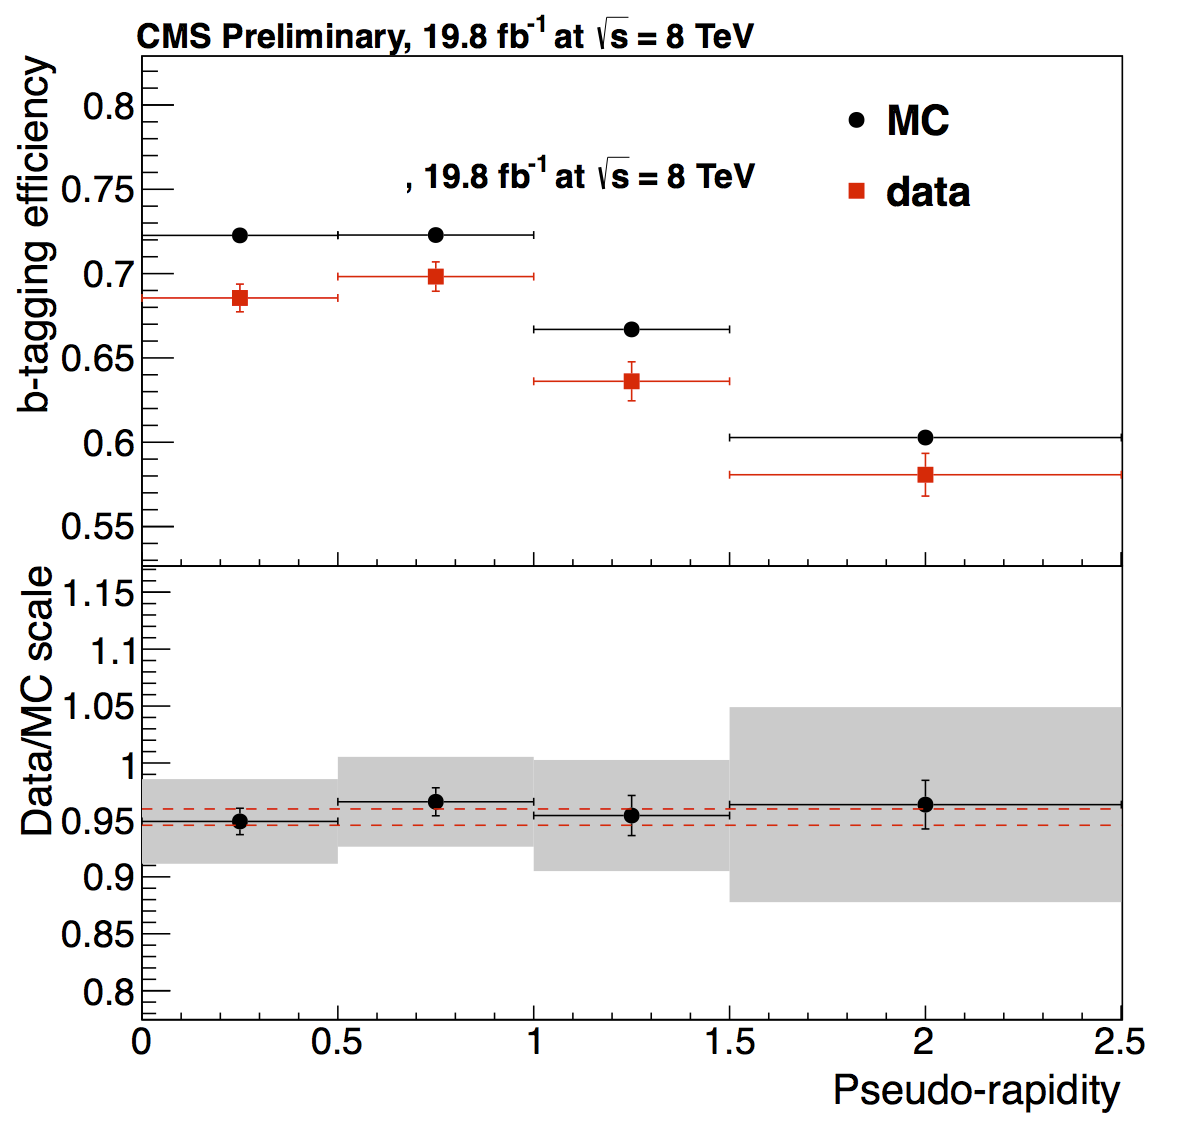 CMS Preliminary, 19.8 fb⁻¹ at √s = 8 TeV
b-tagging efficiency
0.8
0.75
0.7
0.65
0.6
0.55
MC
data
, 19.8 fb⁻¹ at √s = 8 TeV
Data/MC scale
1.15
1.1
1.05
1
0.95
0.9
0.85
0.8
0 0.5 1 1.5 2 2.5
Pseudo-rapidity